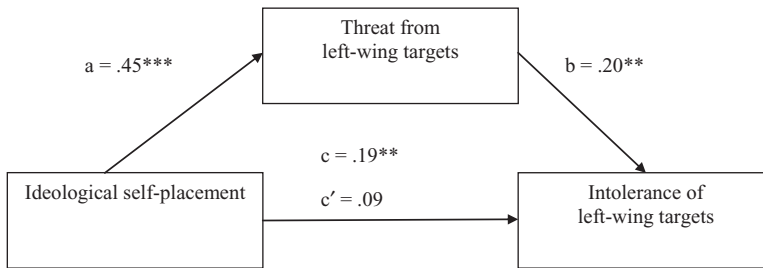 Threat from
left-wing targets
a = .45***
b = .20**
c = .19**
Ideological self-placement
c′ = .09
Intolerance of
left-wing targets